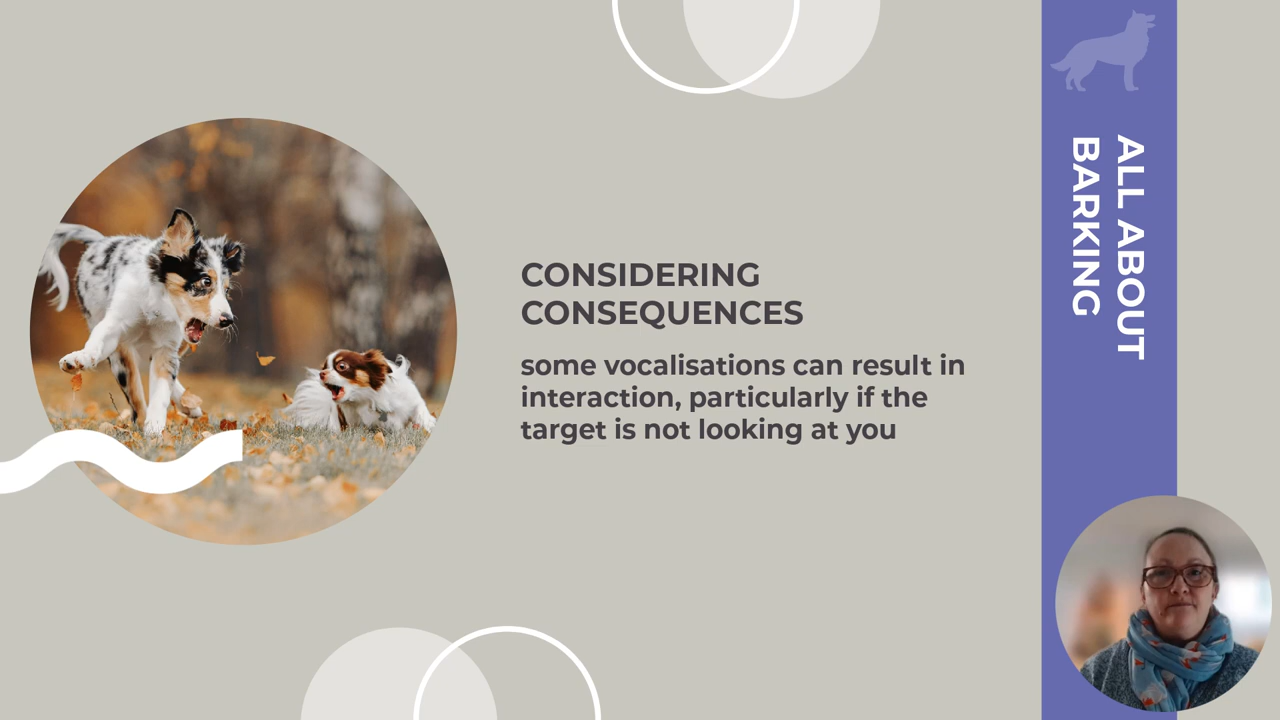 CONSIDERING
CONSEQUENCES
some vocalisations can result in
interaction, particularly if the
target is not looking at you
ALL ABOUT
BARKING